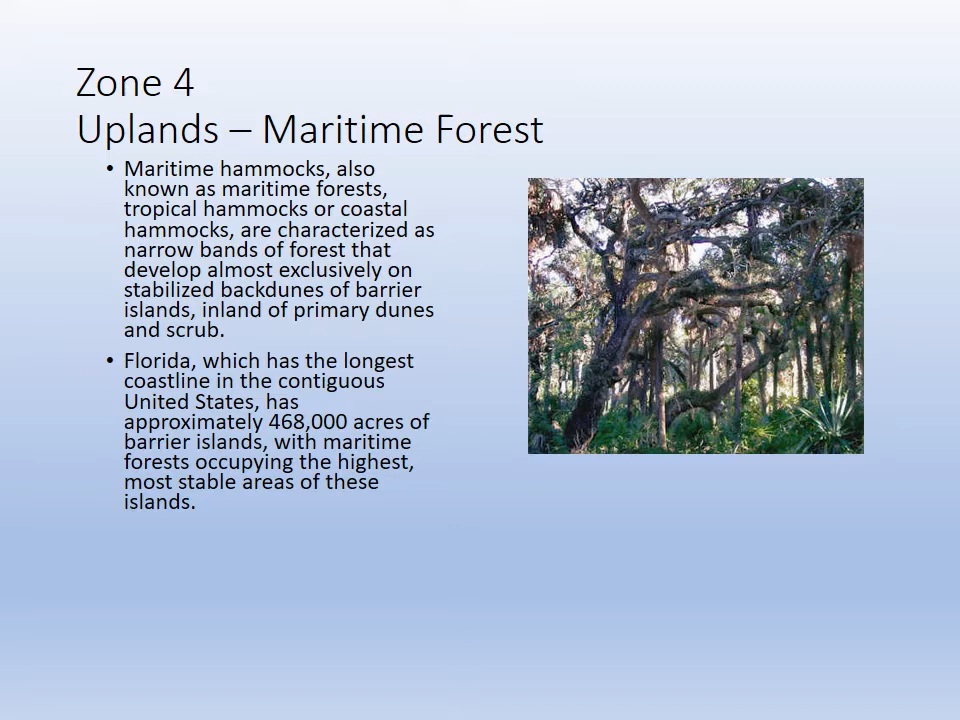 Zone 4
Uplands – Maritime Forest
• Maritime hammocks, also
known as maritime forests,
tropical hammocks or coastal
hammocks, are characterized as
narrow bands of forest that
develop almost exclusively on
stabilized backdunes of barrier
islands, inland of primary dunes
and scrub.
• Florida, which has the longest
coastline in the contiguous
United States, has
approximately 468,000 acres of
barrier islands, with maritime
forests occupying the highest,
most stable areas of these
islands.